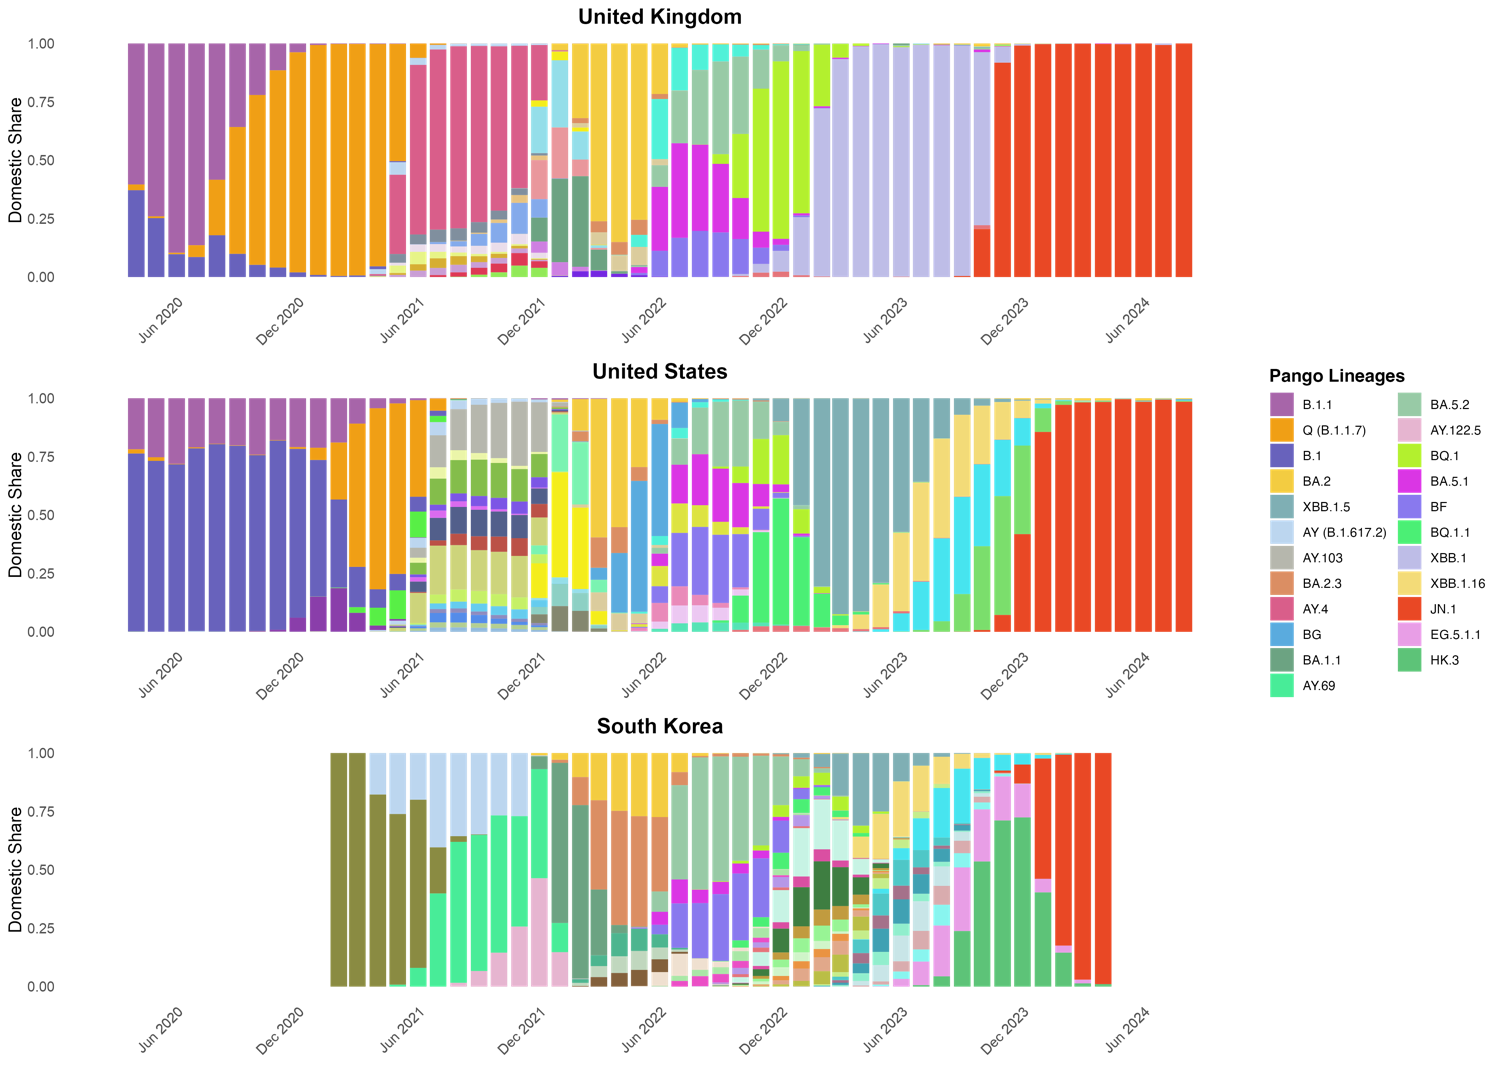 United Kingdom
Domestic Share
1.00
0.75
0.50
0.25
0.00
Jun 2020
Dec 2020
Jun 2021
Dec 2021
Jun 2022
Dec 2022
Jun 2023
Dec 2023
Jun 2024
United States
Domestic Share
1.00
0.75
0.50
0.25
0.00
Jun 2020
Dec 2020
Jun 2021
Dec 2021
Jun 2022
Dec 2022
Jun 2023
Dec 2023
Jun 2024
South Korea
Domestic Share
1.00
0.75
0.50
0.25
0.00
Jun 2020
Dec 2020
Jun 2021
Dec 2021
Jun 2022
Dec 2022
Jun 2023
Dec 2023
Jun 2024
Pango Lineages
B.1.1
Q (B.1.1.7)
B.1
BA.2
XBB.1.5
AY (B.1.617.2)
AY.103
BA.2.3
AY.4
BG
BA.1.1
AY.69
BA.5.2
AY.122.5
BQ.1
BA.5.1
BF
BQ.1.1
XBB.1
XBB.1.16
JN.1
EG.5.1.1
HK.3